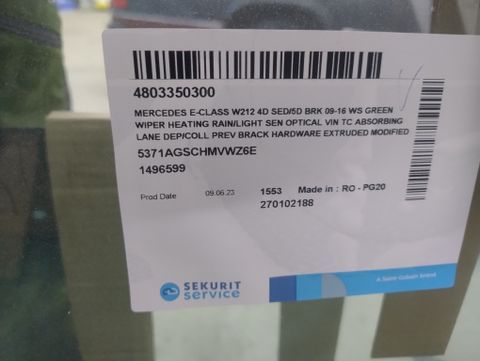 4803350300
MERCEDES E-CLASS W212 4D SED/5D BRK 09-16 WS GREEN
WIPER HEATING RAIN/LIGHT SEN OPTICAL VIN TC ABSORBING
LANE DEP/COLL PREV BRACK HARDWARE EXTRUDED MODIFIED
5371AGSCHMVWZ6E
1496599
Prod Date 09.06.23 1553 Made in : RO - PG20
270102188
SEKURIT
service
A Saint-Gobain brand